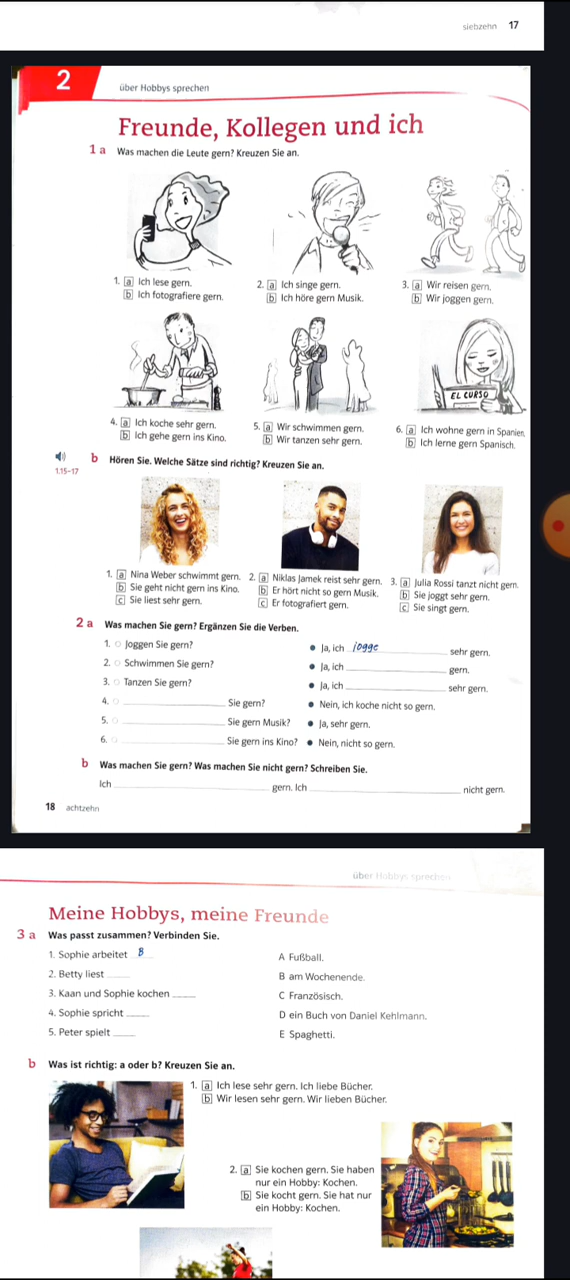 siebzehn 17
2
über Hobbys sprechen
Freunde, Kollegen und ich
1 a Was machen die Leute gern? Kreuzen Sie an.
1. a Ich lese gern.
b Ich fotografiere gern.
2. a Ich singe gern.
b Ich höre gern Musik.
3. a Wir reisen gern.
b Wir joggen gern.
EL CURSO
4. a Ich koche sehr gern.
b Ich gehe gern ins Kino.
5. a Wir schwimmen gern.
b Wir tanzen sehr gern.
6. a Ich wohne gern in Spanien.
b Ich lerne gern Spanisch.
1.15-17
b Hören Sie. Welche Sätze sind richtig? Kreuzen Sie an.
1. a Nina Weber schwimmt gern.
b Sie geht nicht gern ins Kino.
c Sie liest sehr gern.
2. a Niklas Jamek reist sehr gern.
b Er hört nicht so gern Musik.
c Er fotografiert gern.
3. a Julia Rossi tanzt nicht gern.
b Sie joggt sehr gern.
c Sie singt gern.
2 a Was machen Sie gern? Ergänzen Sie die Verben.
1. Joggen Sie gern? Ja, ich jogge sehr gern.
2. Schwimmen Sie gern? Ja, ich gern.
3. Tanzen Sie gern? Ja, ich sehr gern.
4. Sie gern? Nein, ich koche nicht so gern.
5. Sie gern Musik? Ja, sehr gern.
6. Sie gern ins Kino? Nein, nicht so gern.
b Was machen Sie gern? Was machen Sie nicht gern? Schreiben Sie.
Ich gern. Ich nicht gern.
18 achtzehn
über Hobbys sprechen
Meine Hobbys, meine Freunde
3 a Was passt zusammen? Verbinden Sie.
1. Sophie arbeitet B
2. Betty liest
3. Kaan und Sophie kochen
4. Sophie spricht
5. Peter spielt
A Fußball.
B am Wochenende.
C Französisch.
D ein Buch von Daniel Kehlmann.
E Spaghetti.
b Was ist richtig: a oder b? Kreuzen Sie an.
1. a Ich lese sehr gern. Ich liebe Bücher.
b Wir lesen sehr gern. Wir lieben Bücher.
2. a Sie kochen gern. Sie haben
nur ein Hobby: Kochen.
b Sie kocht gern. Sie hat nur
ein Hobby: Kochen.